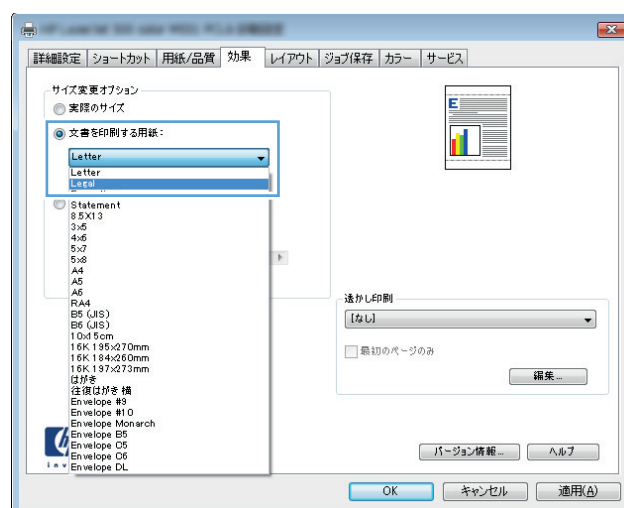 詳細設定 ショートカット 用紙/品質 効果 レイアウト ジョブ保存 カラー サービス
サイズ変更オプション
実際のサイズ
文書を印刷する用紙:
Letter
Letter
Legal
Statement
8.5X13
3x5
4x6
5x7
5x8
A4
A5
A6
RA4
B5 (JIS)
B6 (JIS)
10x15cm
16K 195x270mm
16K 184x260mm
16K 197x273mm
はがき
往復はがき 横
Envelope #9
Envelope #10
Envelope Monarch
Envelope B5
Envelope C5
Envelope C6
Envelope DL
E
透かし印刷
[なし]
最初のページのみ
編集...
バージョン情報... ヘルプ
OK キャンセル 適用(A)